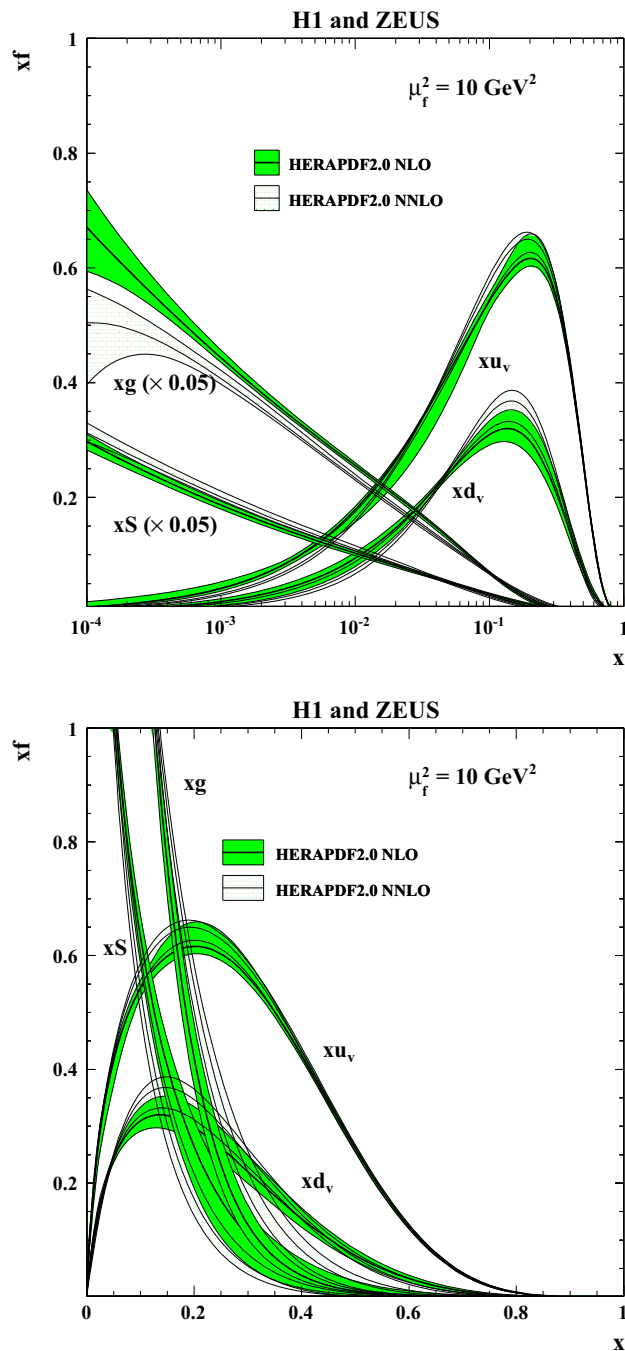 H1 and ZEUS
xf
1
μ_f^2 = 10 GeV^2
0.8
HERAPDF2.0 NLO
HERAPDF2.0 NNLO
0.6
0.4
xg (× 0.05)
xu_v
0.2
xS (× 0.05)
xd_v
10^-4
10^-3
10^-2
10^-1
1
x
H1 and ZEUS
xf
1
xg
μ_f^2 = 10 GeV^2
0.8
HERAPDF2.0 NLO
HERAPDF2.0 NNLO
0.6
xS
0.4
xu_v
0.2
xd_v
0
0.2
0.4
0.6
0.8
1
x